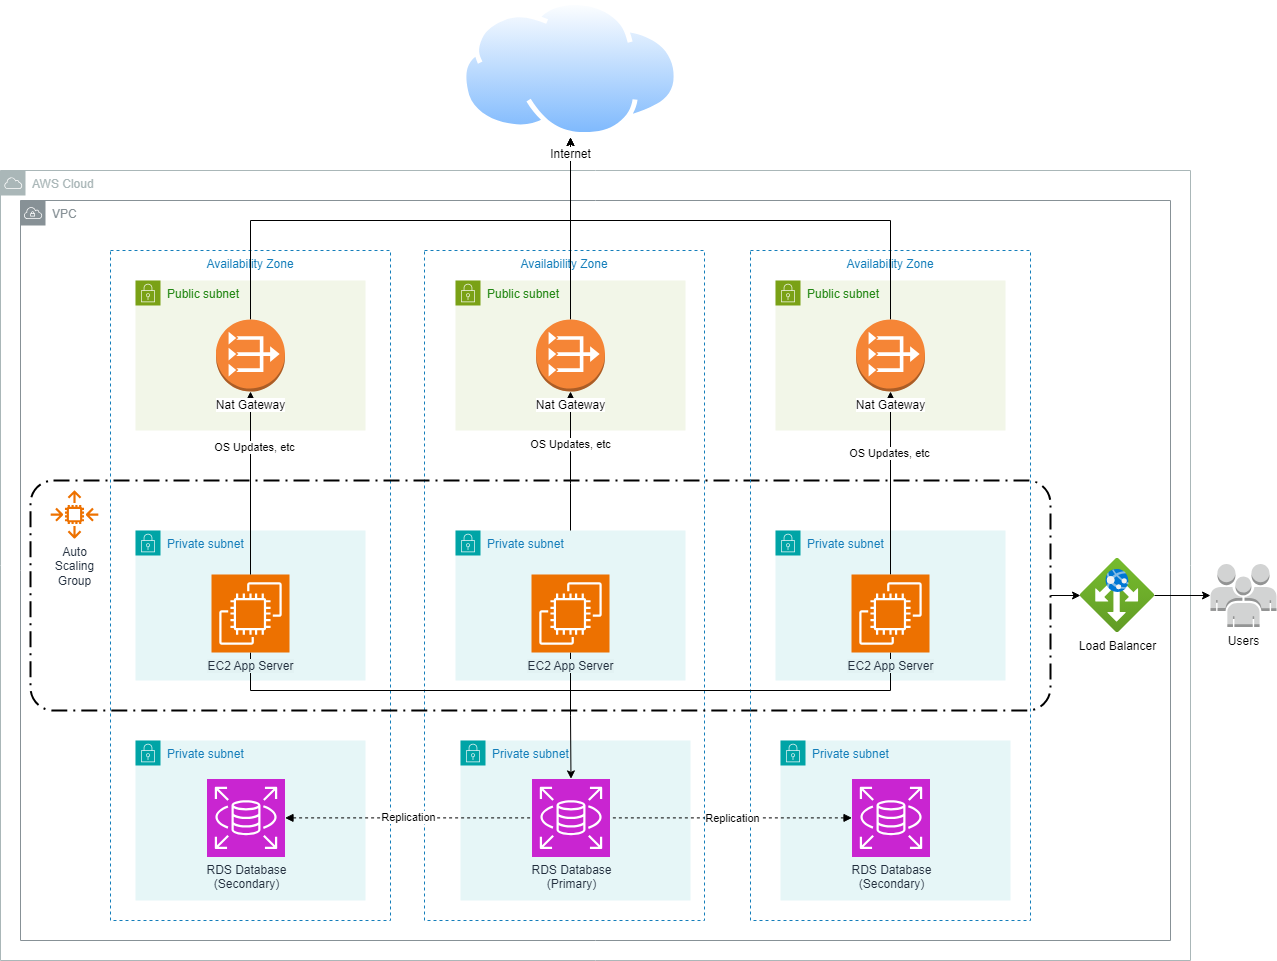 Internet
AWS Cloud
VPC
Availability Zone
Availability Zone
Availability Zone
Public subnet
Public subnet
Public subnet
Nat Gateway
Nat Gateway
Nat Gateway
OS Updates, etc
OS Updates, etc
OS Updates, etc
Auto
Scaling
Group
Private subnet
Private subnet
Private subnet
EC2 App Server
EC2 App Server
EC2 App Server
Load Balancer
Users
Private subnet
Private subnet
Private subnet
Replication
Replication
RDS Database
(Secondary)
RDS Database
(Primary)
RDS Database
(Secondary)